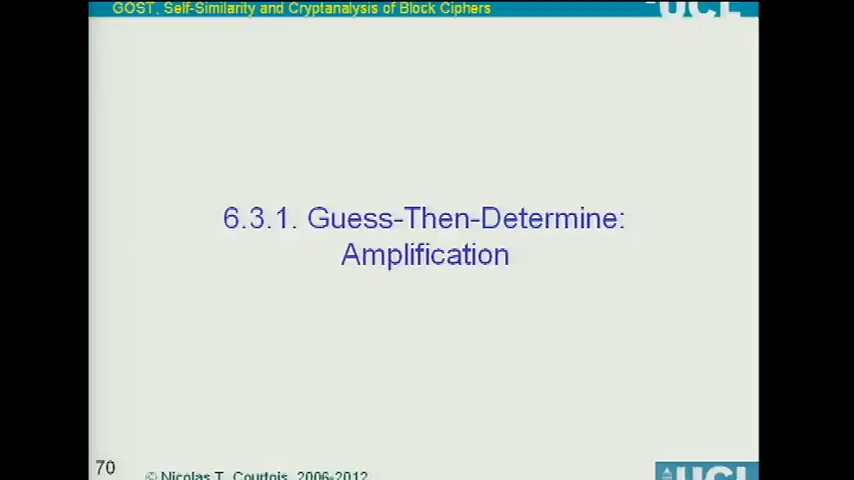 GOST, Self-Similarity and Cryptanalysis of Block Ciphers
UCL
6.3.1. Guess-Then-Determine:
Amplification
70
© Nicolas T. Courtois, 2006-2012
UCL